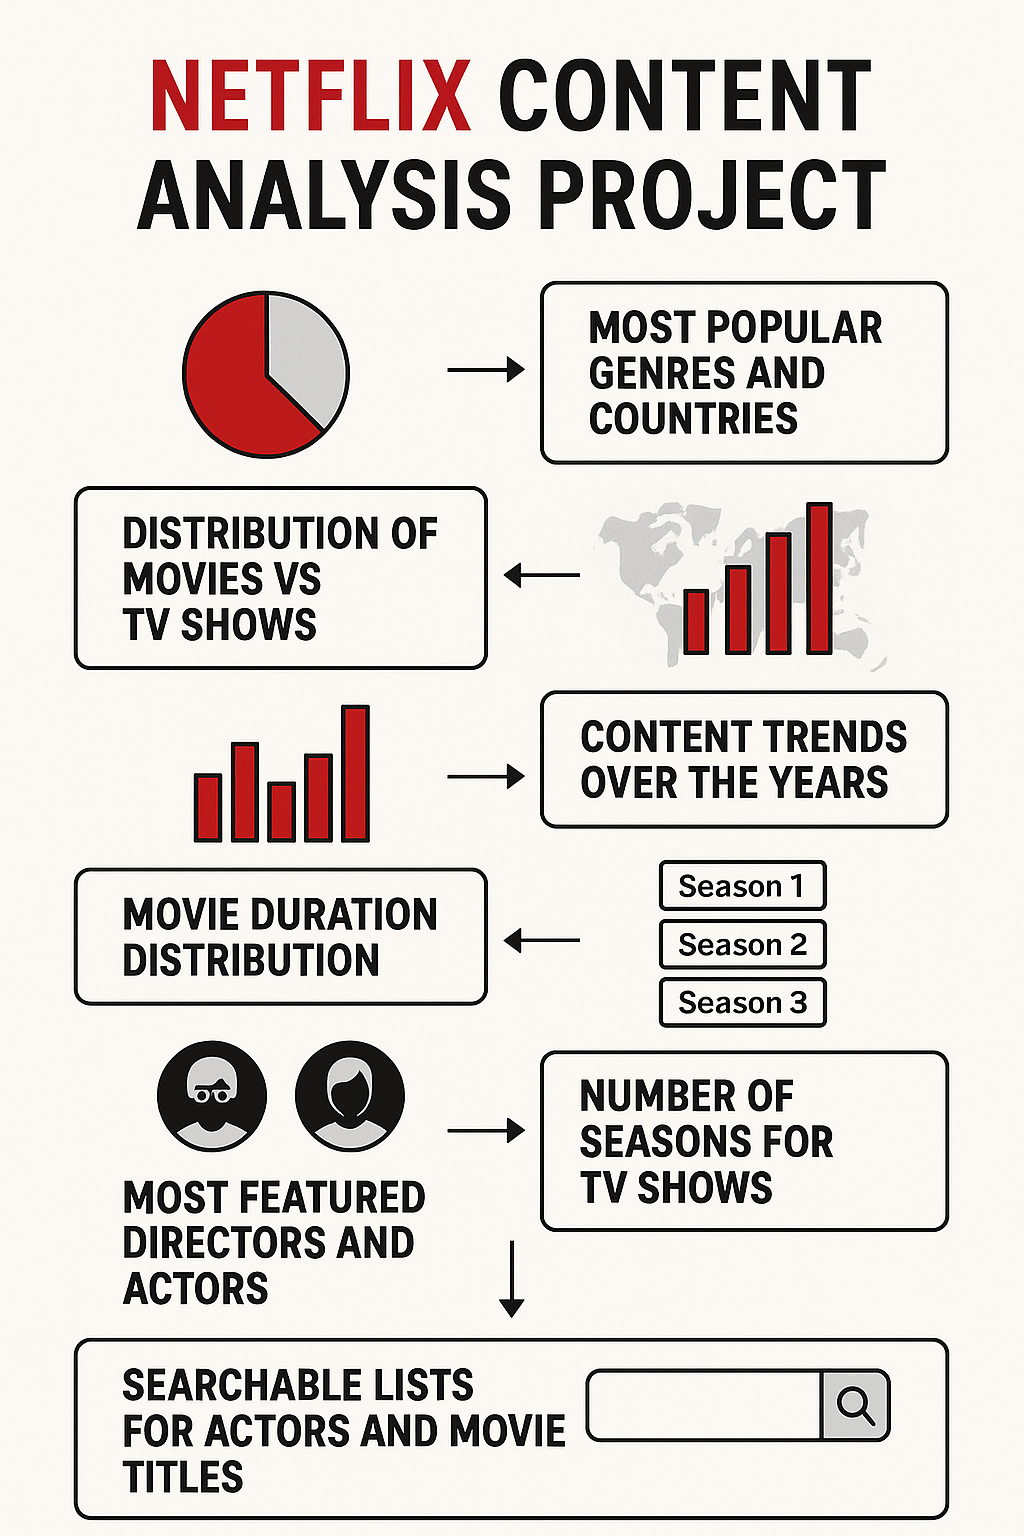 NETFLIX CONTENT
ANALYSIS PROJECT
MOST POPULAR
GENRES AND
COUNTRIES
DISTRIBUTION OF
MOVIES VS
TV SHOWS
CONTENT TRENDS
OVER THE YEARS
MOVIE DURATION
DISTRIBUTION
Season 1
Season 2
Season 3
NUMBER OF
SEASONS FOR
TV SHOWS
MOST FEATURED
DIRECTORS AND
ACTORS
SEARCHABLE LISTS
FOR ACTORS AND MOVIE
TITLES